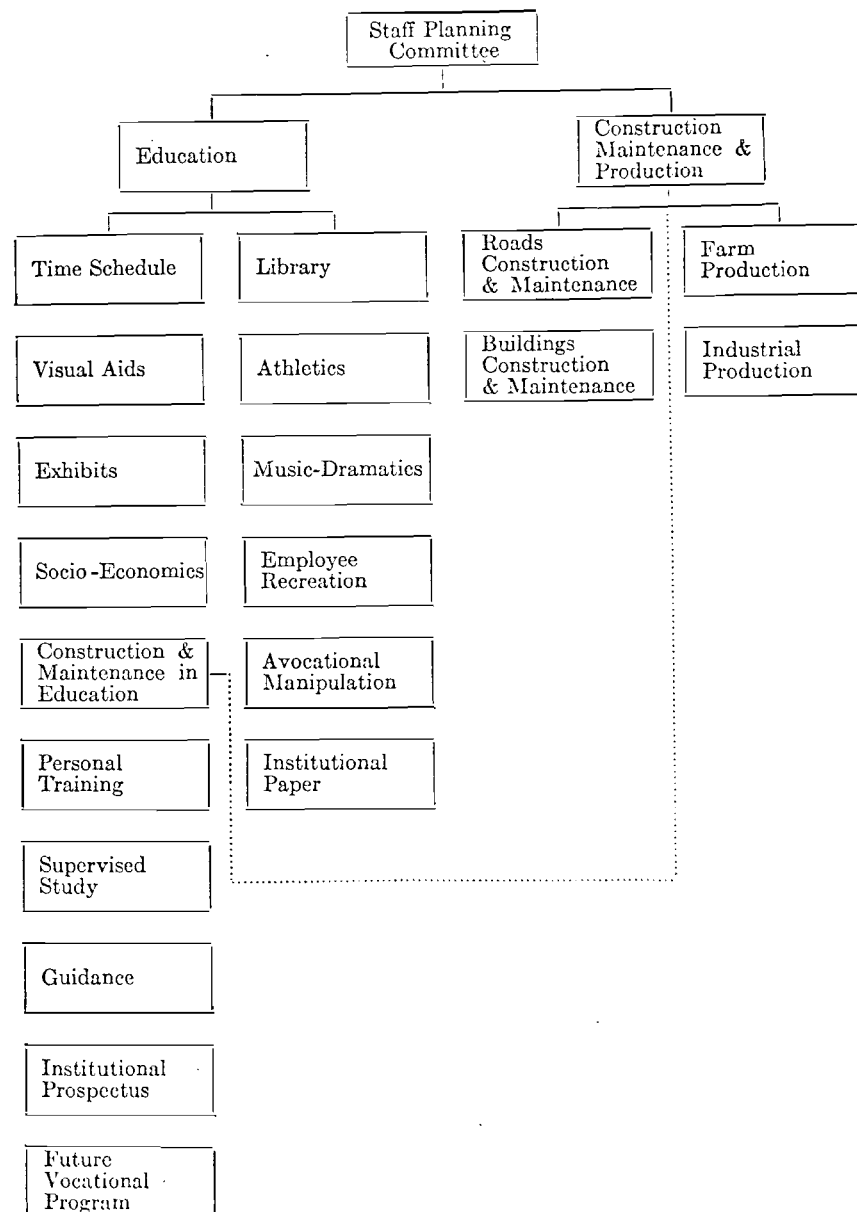 Staff Planning
Committee
Education
Construction
Maintenance &
Production
Time Schedule
Library
Roads
Construction
& Maintenance
Farm
Production
Visual Aids
Athletics
Buildings
Construction
& Maintenance
Industrial
Production
Exhibits
Music-Dramatics
Socio-Economics
Employee
Recreation
Construction &
Maintenance in
Education
Avocational
Manipulation
Personal
Training
Institutional
Paper
Supervised
Study
Guidance
Institutional
Prospectus
Future
Vocational
Program